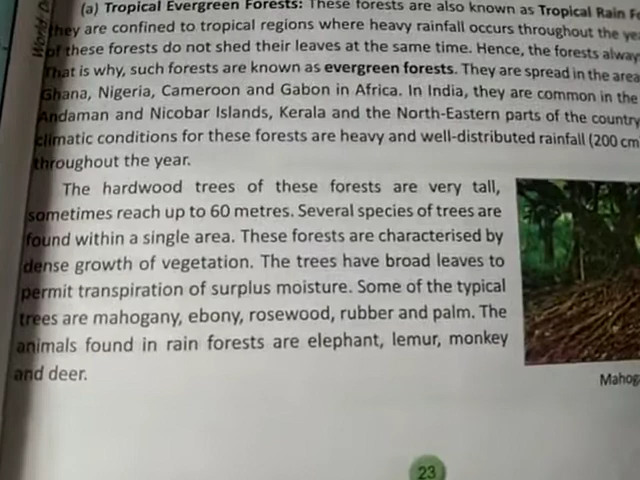 World D
(a) Tropical Evergreen Forests: These forests are also known as Tropical Rain F
they are confined to tropical regions where heavy rainfall occurs throughout the yea
of these forests do not shed their leaves at the same time. Hence, the forests alway
That is why, such forests are known as evergreen forests. They are spread in the area
Ghana, Nigeria, Cameroon and Gabon in Africa. In India, they are common in the
Andaman and Nicobar Islands, Kerala and the North-Eastern parts of the country
climatic conditions for these forests are heavy and well-distributed rainfall (200 cm
throughout the year.
The hardwood trees of these forests are very tall,
sometimes reach up to 60 metres. Several species of trees are
found within a single area. These forests are characterised by
dense growth of vegetation. The trees have broad leaves to
permit transpiration of surplus moisture. Some of the typical
trees are mahogany, ebony, rosewood, rubber and palm. The
animals found in rain forests are elephant, lemur, monkey
and deer.
Mahog
23